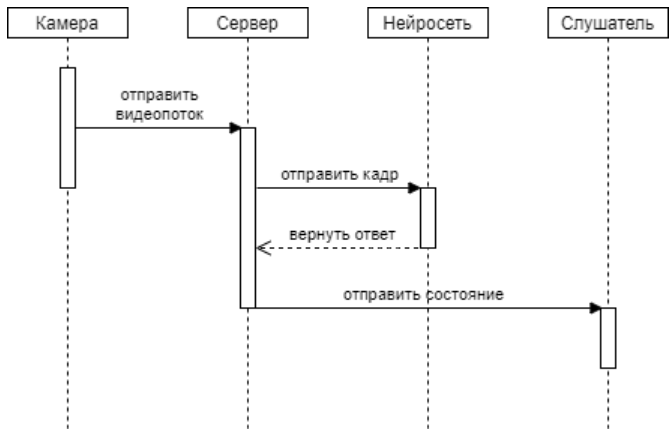 Камера
Сервер
Нейросеть
Слушатель
отправить
видеопоток
отправить кадр
вернуть ответ
отправить состояние